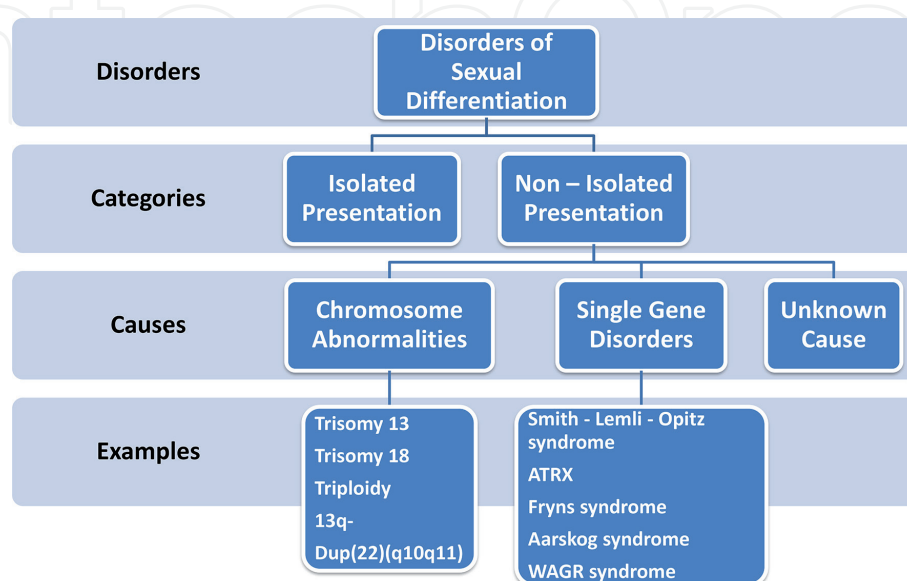 Disorders
Disorders of
Sexual
Differentiation
Categories
Isolated
Presentation
Non – Isolated
Presentation
Causes
Chromosome
Abnormalities
Single Gene
Disorders
Unknown
Cause
Examples
Trisomy 13
Trisomy 18
Triploidy
13q-
Dup(22)(q10q11)
Smith - Lemli - Opitz
syndrome
ATRX
Fryns syndrome
Aarskog syndrome
WAGR syndrome